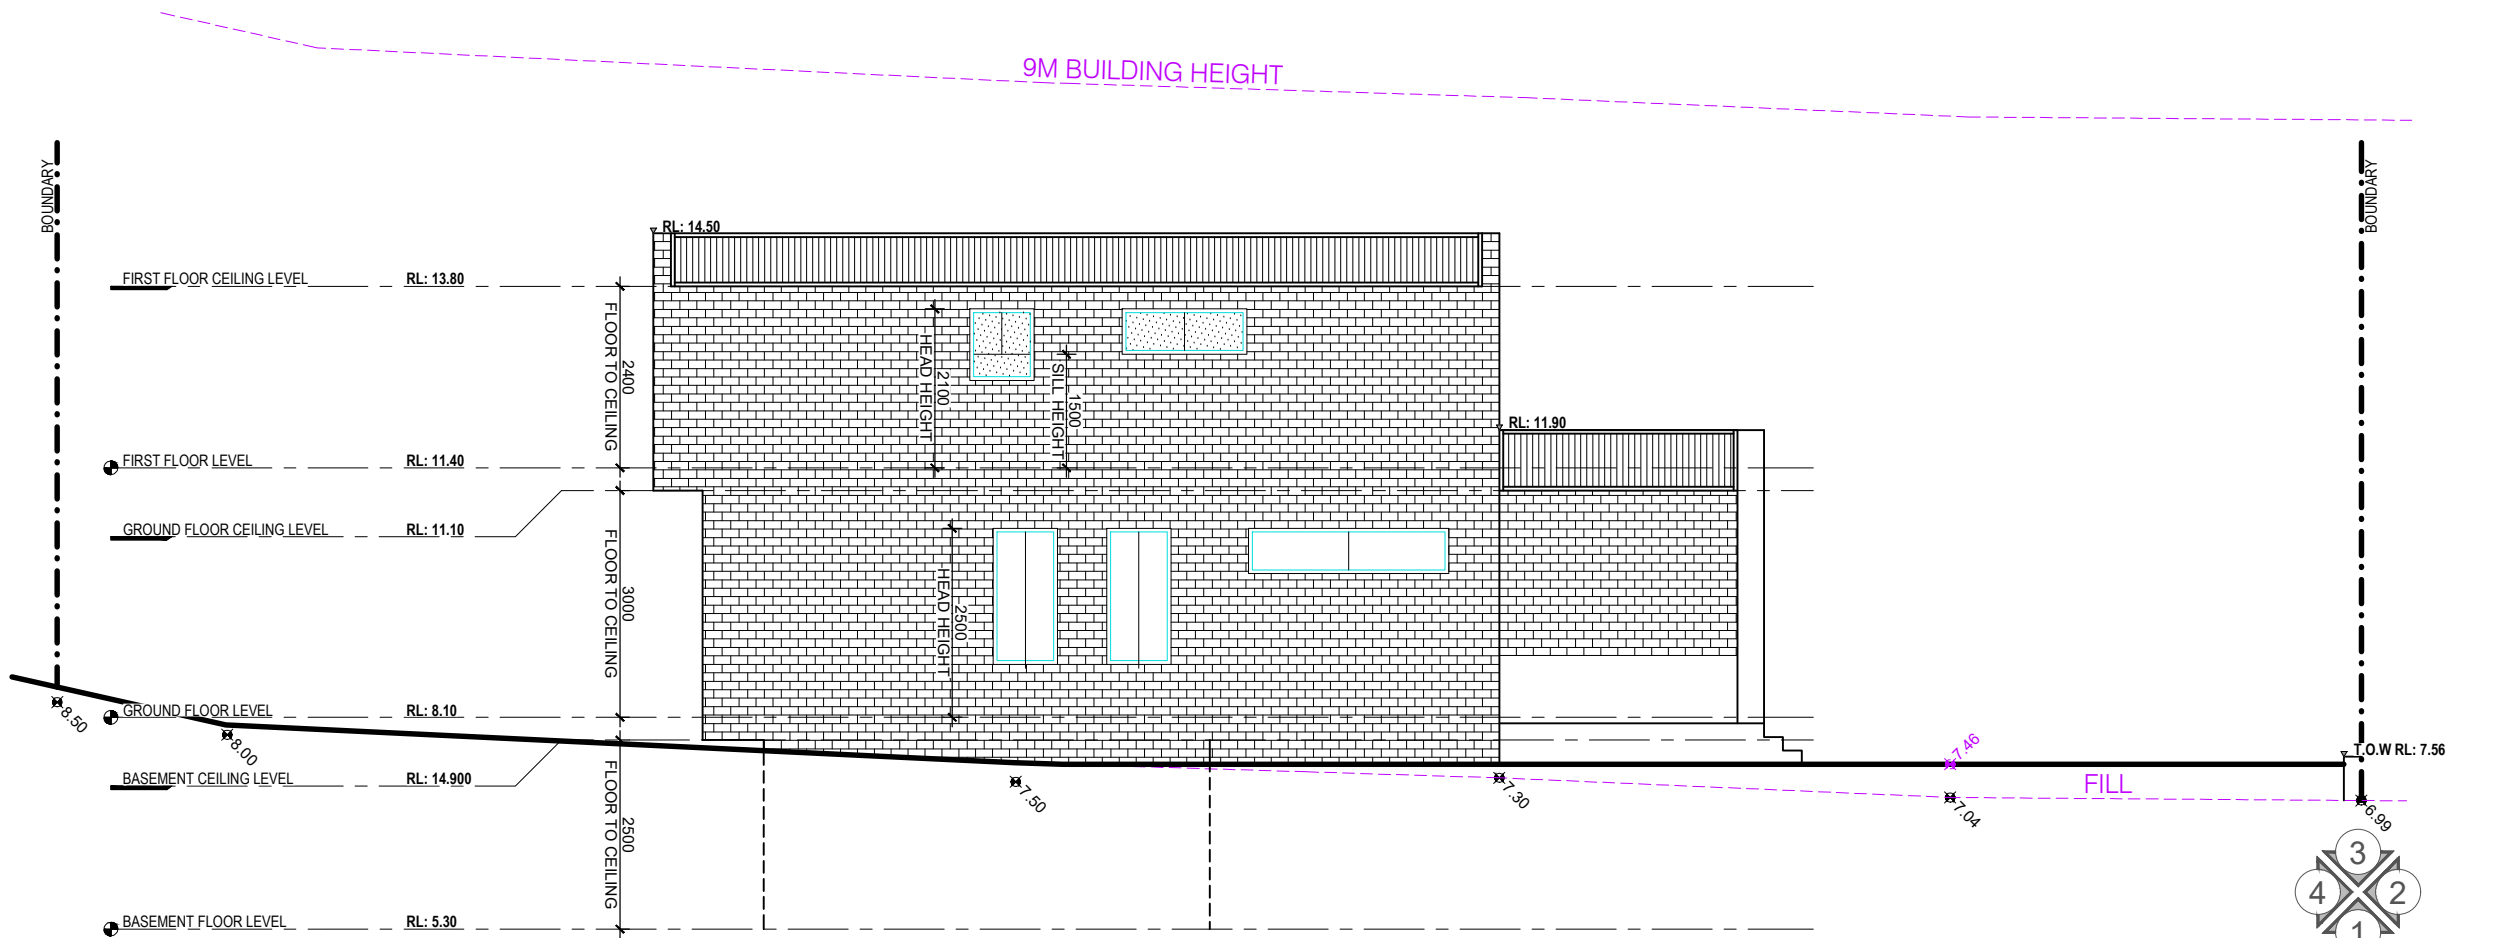 9M BUILDING HEIGHT
BOUNDARY
BOUNDARY
RL: 14.50
FIRST FLOOR CEILING LEVEL RL: 13.80
FLOOR TO CEILING
2400
HEAD HEIGHT
2100
SILL HEIGHT
1500
RL: 11.90
FIRST FLOOR LEVEL RL: 11.40
GROUND FLOOR CEILING LEVEL RL: 11.10
FLOOR TO CEILING
3000
HEAD HEIGHT
2500
GROUND FLOOR LEVEL RL: 8.10
8.50
8.00
7.46
T.O.W RL: 7.56
BASEMENT CEILING LEVEL RL: 14.900
FLOOR TO CEILING
2500
7.50
7.30
7.04
FILL
6.99
3
4
2
1
BASEMENT FLOOR LEVEL RL: 5.30